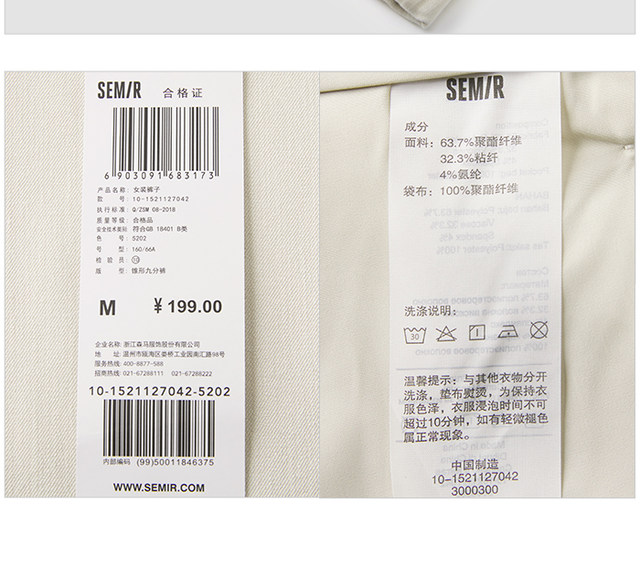 SEMIR 合格证
6 903091 683173
产品名称: 女装裤子
款 号: 10-1521127042
执行标准: Q/ZSM 08-2018
质量等级: 合格品
安全技术类别: 符合GB 18401 B类
色 号: 5202
号 型: 160/66A
检 验 员:
版 型: 锥形九分裤
M ¥199.00
企业名称: 浙江森马服饰股份有限公司
地 址: 温州市瓯海区娄桥工业园南汇路98号
服务热线: 400-8877-588
招商热线: 021-67288111 021-67288222
10-1521127042-5202
内部编码 (99)50011846375
WWW.SEMIR.COM
SEMIR
成分
面料: 63.7%聚酯纤维
32.3%粘纤
4%氨纶
袋布: 100%聚酯纤维
洗涤说明:
30
温馨提示: 与其他衣物分开
洗涤, 垫布熨烫, 为保持衣
服色泽, 衣服浸泡时间不可
超过10分钟, 如有轻微褪色
属正常现象。
中国制造
10-1521127042
3000300